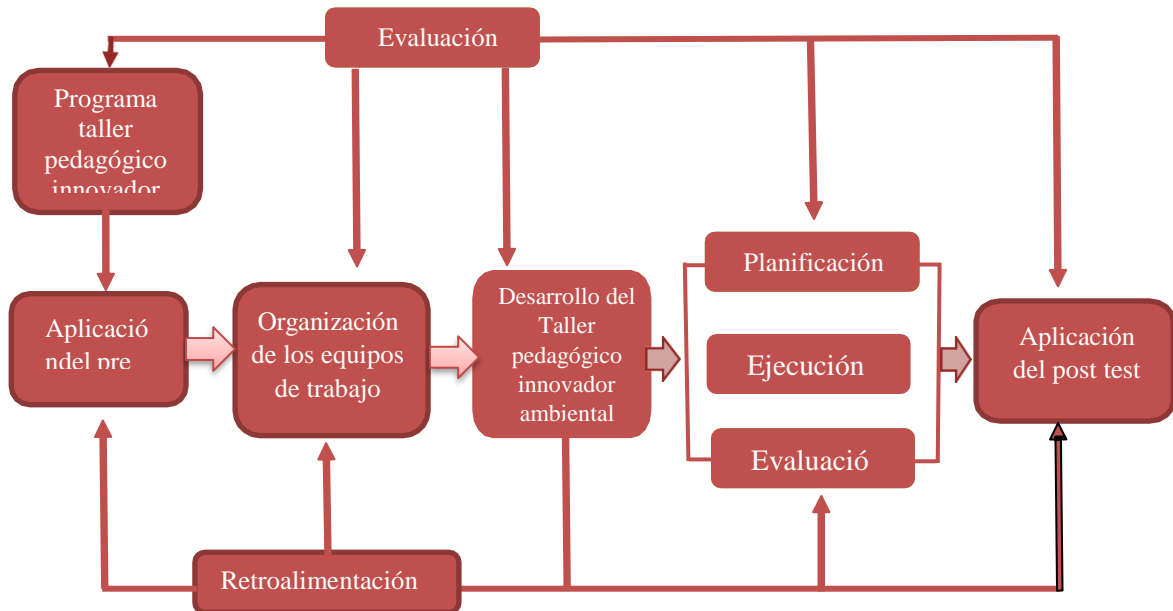 Evaluación
Programa
taller
pedagógico
innovador
Planificación
Desarrollo del
Taller
pedagógico
innovador
ambiental
Organización
de los equipos
de trabajo
Aplicació
ndel pre
Ejecución
Aplicación
del post test
Evaluació
Retroalimentación